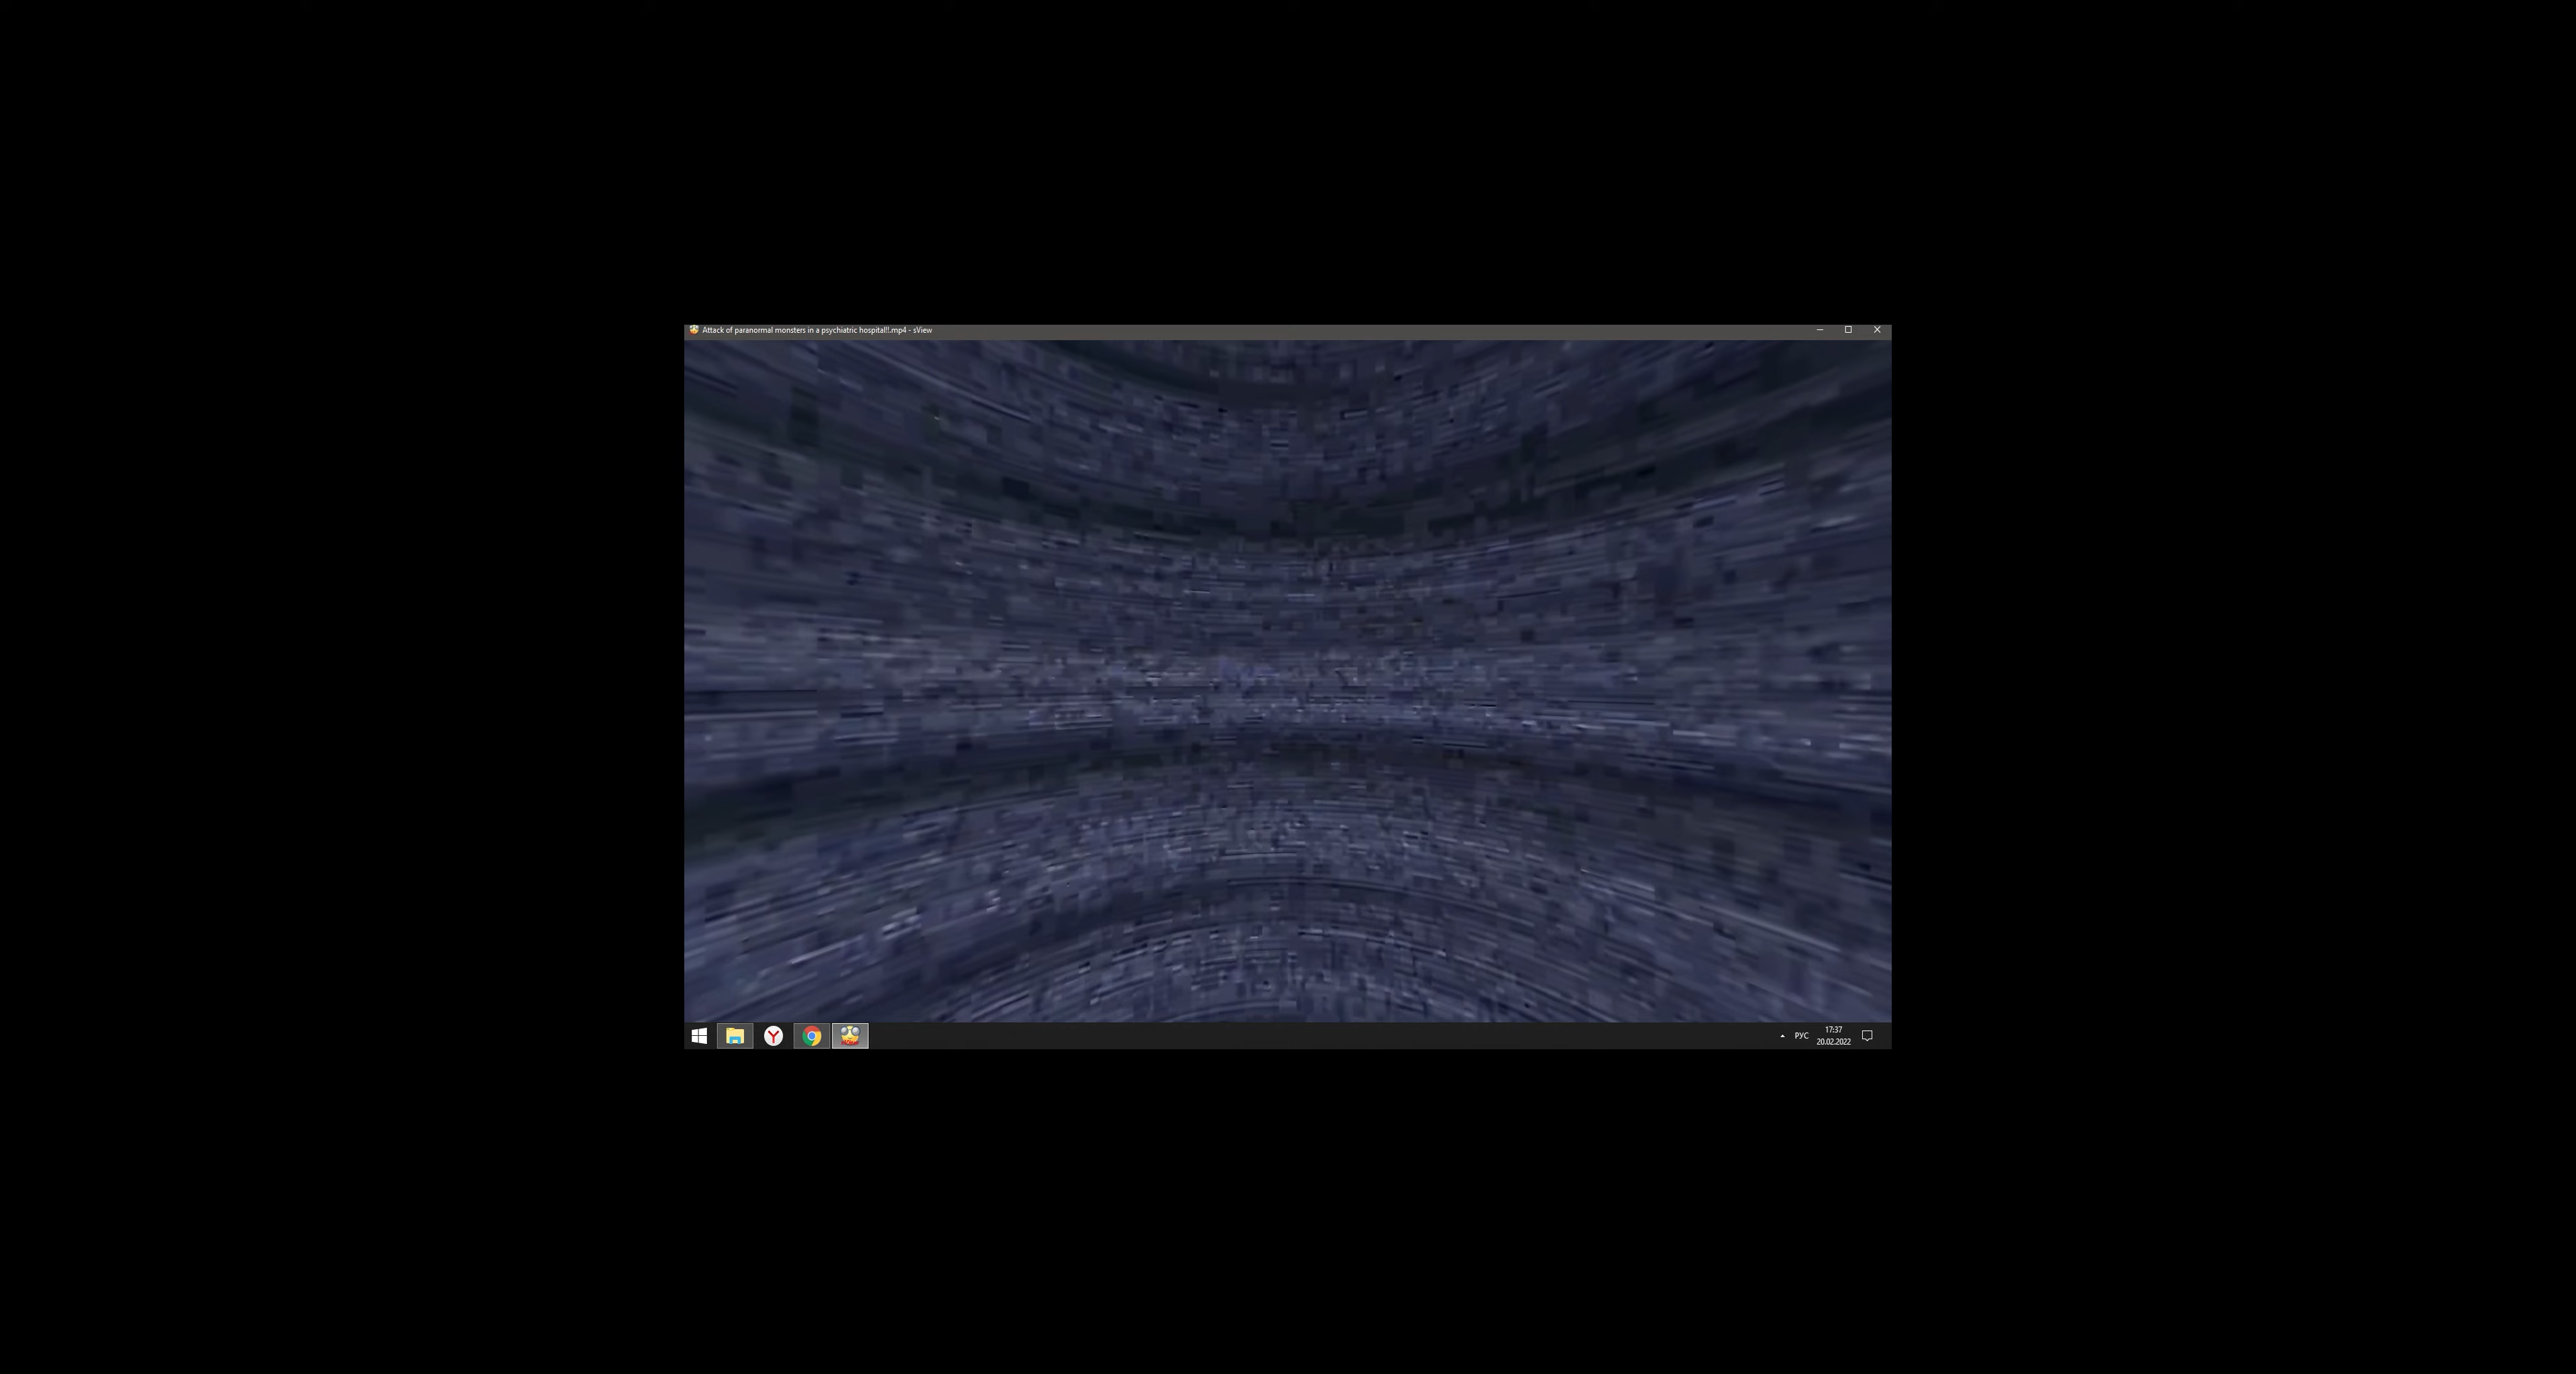 Attack of paranormal monsters in a psychiatric hospital!!.mp4 - sView
РУС
17:37
20.02.2022